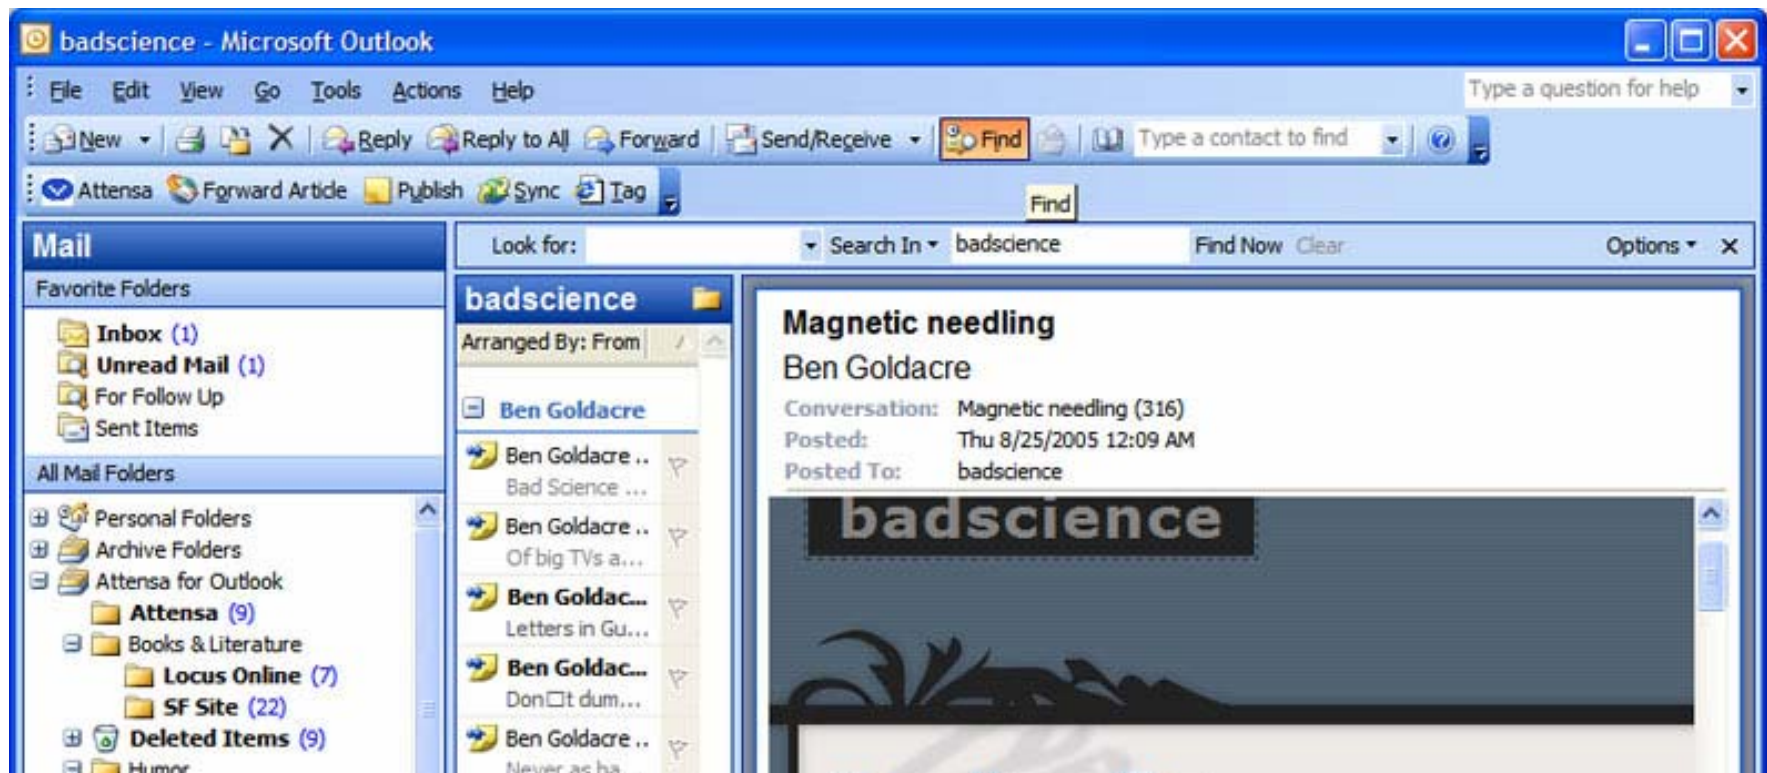 badscience - Microsoft Outlook
File Edit View Go Tools Actions Help Type a question for help
New Reply Reply to All Forward Send/Receive Find Type a contact to find
Attensa Forward Article Publish Sync Tag
Find
Mail
Look for: Search In badscience Find Now Clear Options
Favorite Folders
Inbox (1)
Unread Mail (1)
For Follow Up
Sent Items
All Mail Folders
Personal Folders
Archive Folders
Attensa for Outlook
Attensa (9)
Books & Literature
Locus Online (7)
SF Site (22)
Deleted Items (9)
Humor
badscience
Arranged By: From
Ben Goldacre
Ben Goldacre ..
Bad Science ...
Ben Goldacre ..
Of big TVs a...
Ben Goldac...
Letters in Gu...
Ben Goldac...
Don□t dum...
Ben Goldacre ..
Never as ba...
Magnetic needling
Ben Goldacre
Conversation: Magnetic needling (316)
Posted: Thu 8/25/2005 12:09 AM
Posted To: badscience
badscience